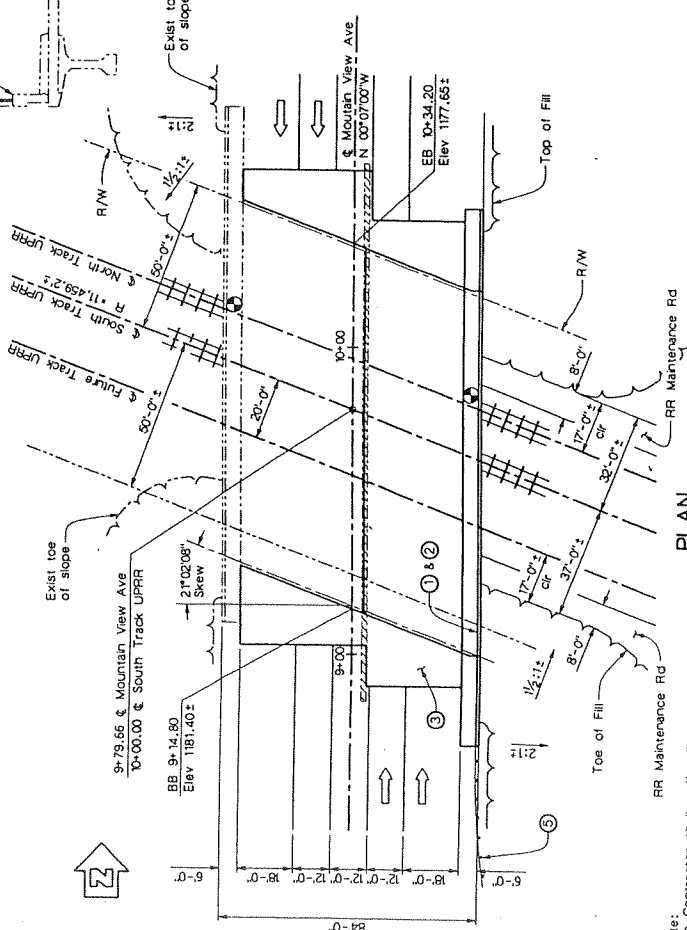 Exist to
of slope
R/W
2:1±
1½:1±
℄ North Track UPRR
R = 11,459.2'±
℄ South Track UPRR
℄ Future Track UPRR
50'-0"±
50'-0"±
20'-0"
Exist toe
of slope
℄ Moutain View Ave
N 00°07'00"W
EB 10+34.20
Elev 1177.65±
Top of Fill
10+00
9+00
9+79.66 ℄ Mountain View Ave
10+00.00 ℄ South Track UPRR
21°02'08"
Skew
BB 9+14.80
Elev 1181.40±
① & ②
③
⑤
R/W
8'-0"
17'-0"±
clr
32'-0"±
RR Maintenance Rd
37'-0"±
17'-0"±
clr
8'-0"
1½:1±
2:1±
Toe of Fill
RR Maintenance Rd
N
6'-0"
18'-0"
12'-0"
12'-0"
12'-0"
18'-0"
6'-0"
84'-0"
PLAN